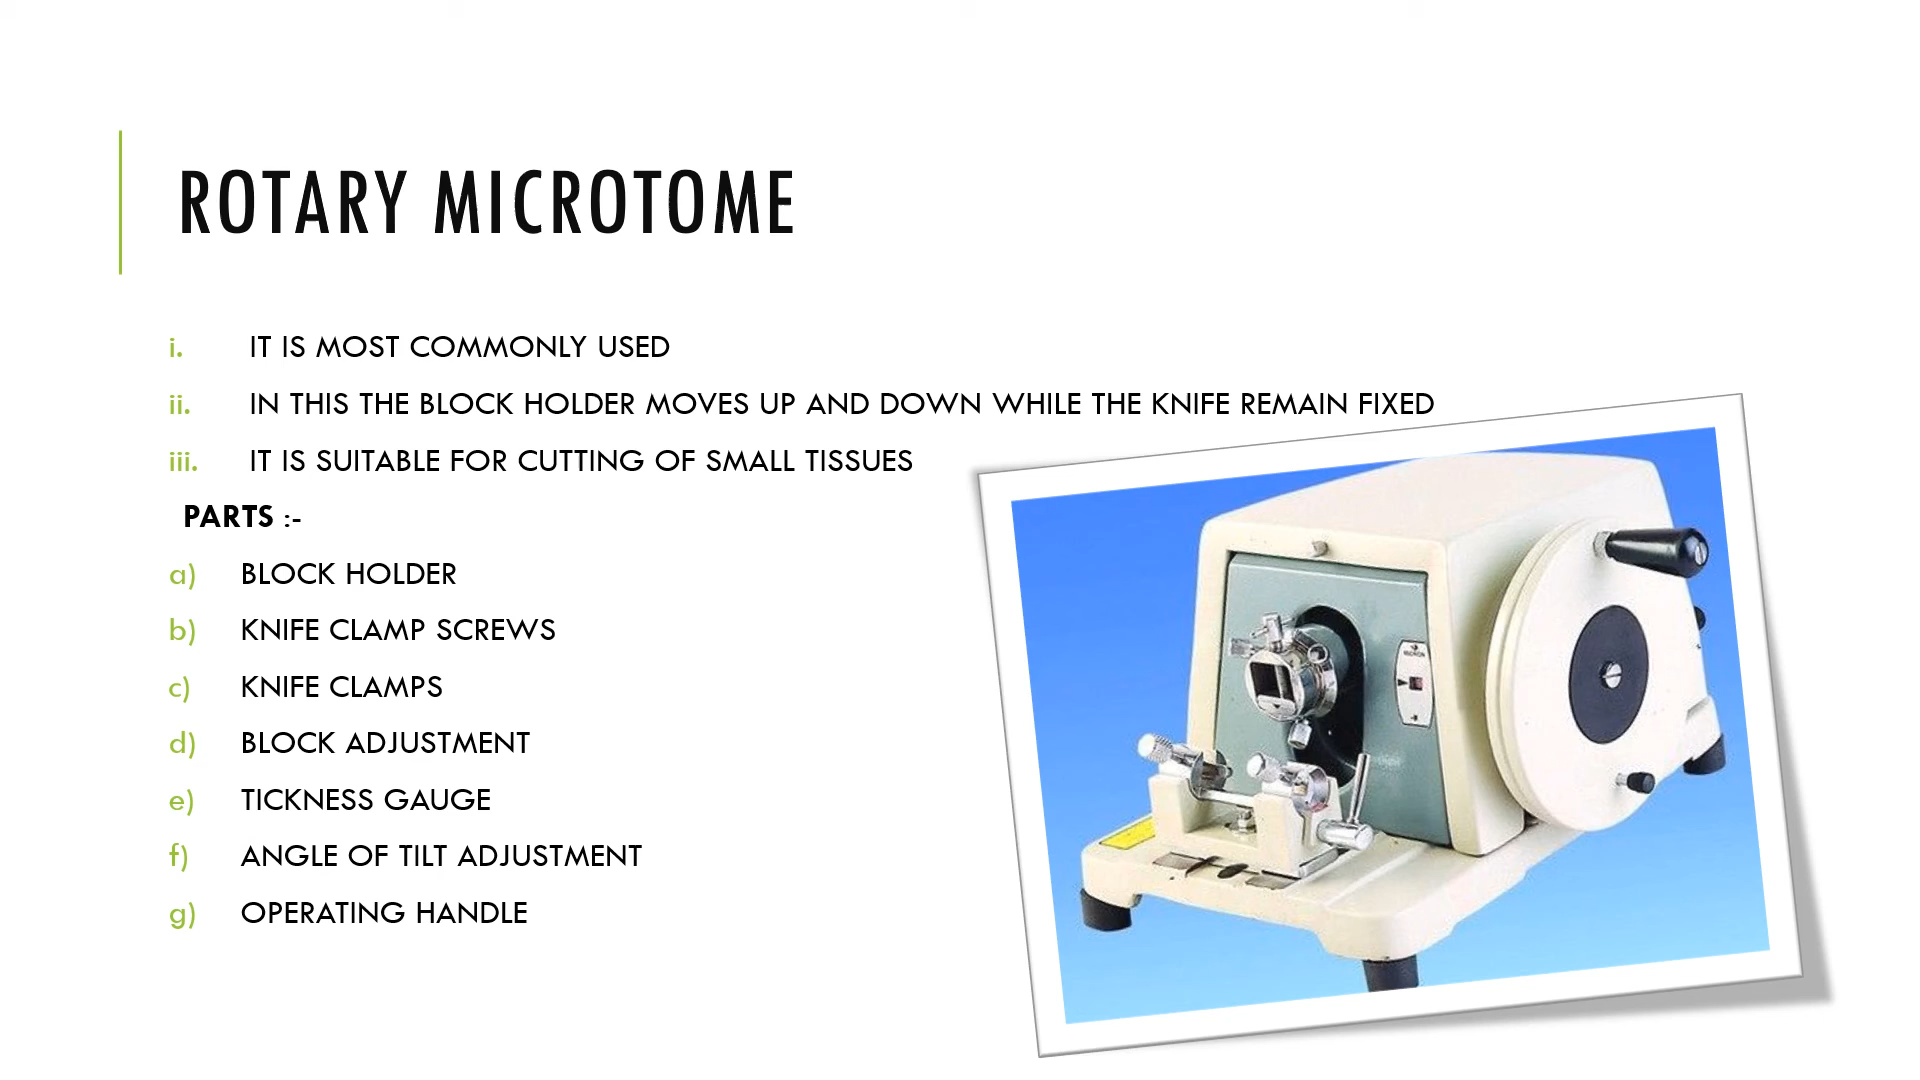 ROTARY MICROTOME
i. IT IS MOST COMMONLY USED
ii. IN THIS THE BLOCK HOLDER MOVES UP AND DOWN WHILE THE KNIFE REMAIN FIXED
iii. IT IS SUITABLE FOR CUTTING OF SMALL TISSUES
PARTS :-
a) BLOCK HOLDER
b) KNIFE CLAMP SCREWS
c) KNIFE CLAMPS
d) BLOCK ADJUSTMENT
e) TICKNESS GAUGE
f) ANGLE OF TILT ADJUSTMENT
g) OPERATING HANDLE
MICRON